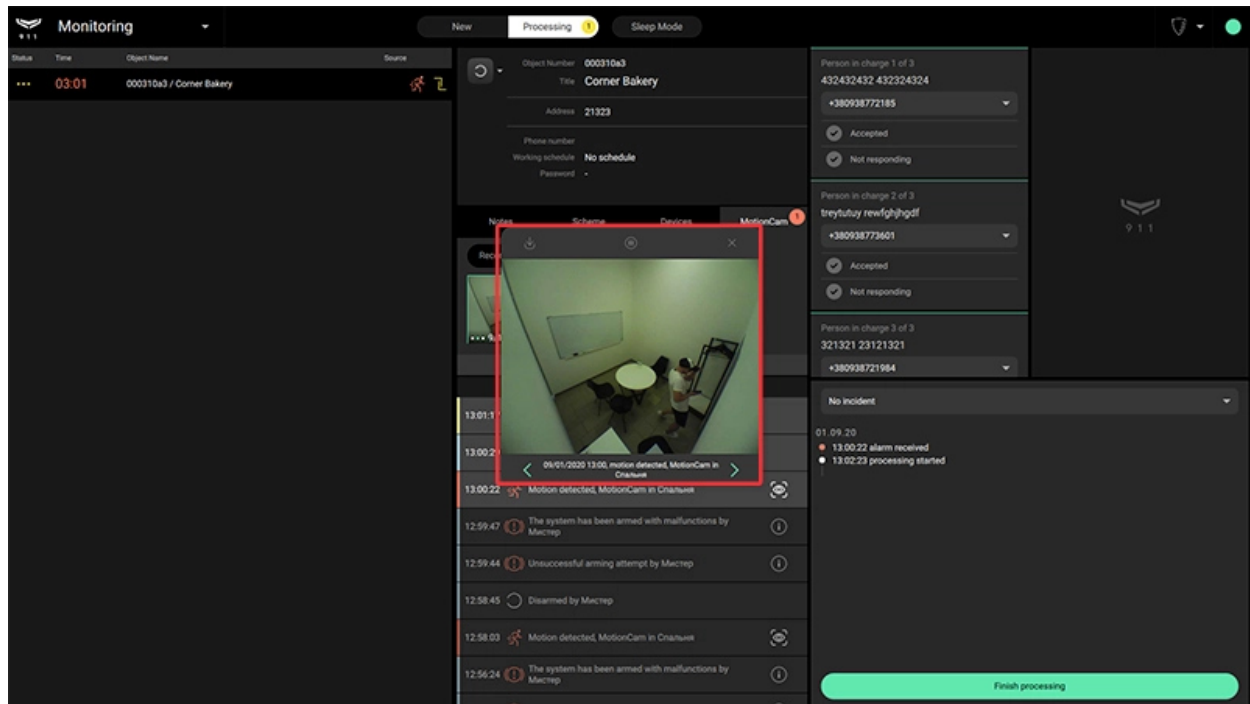 911
Monitoring
New
Processing 1
Sleep Mode
Status Time Object Name Source
03:01 000310a3 / Corner Bakery
Object Number 000310a3
Title Corner Bakery
Address 21323
Phone number
Working schedule No schedule
Password -
Notes Scheme Devices MotionCam 1
09/01/2020 13:00, motion detected, MotionCam in
Спальня
13:00:22 Motion detected, MotionCam in Спальня
12:59:47 The system has been armed with malfunctions by
Мистер
12:59:44 Unsuccessful arming attempt by Мистер
12:58:45 Disarmed by Мистер
12:58:03 Motion detected, MotionCam in Спальня
12:56:24 The system has been armed with malfunctions by
Мистер
Person in charge 1 of 3
432432432 432324324
+380938772185
Accepted
Not responding
Person in charge 2 of 3
treytutuy rewfghjhgdf
+380938773601
Accepted
Not responding
Person in charge 3 of 3
321321 23121321
+380938721984
911
No incident
01.09.20
13:00:22 alarm received
13:02:23 processing started
Finish processing